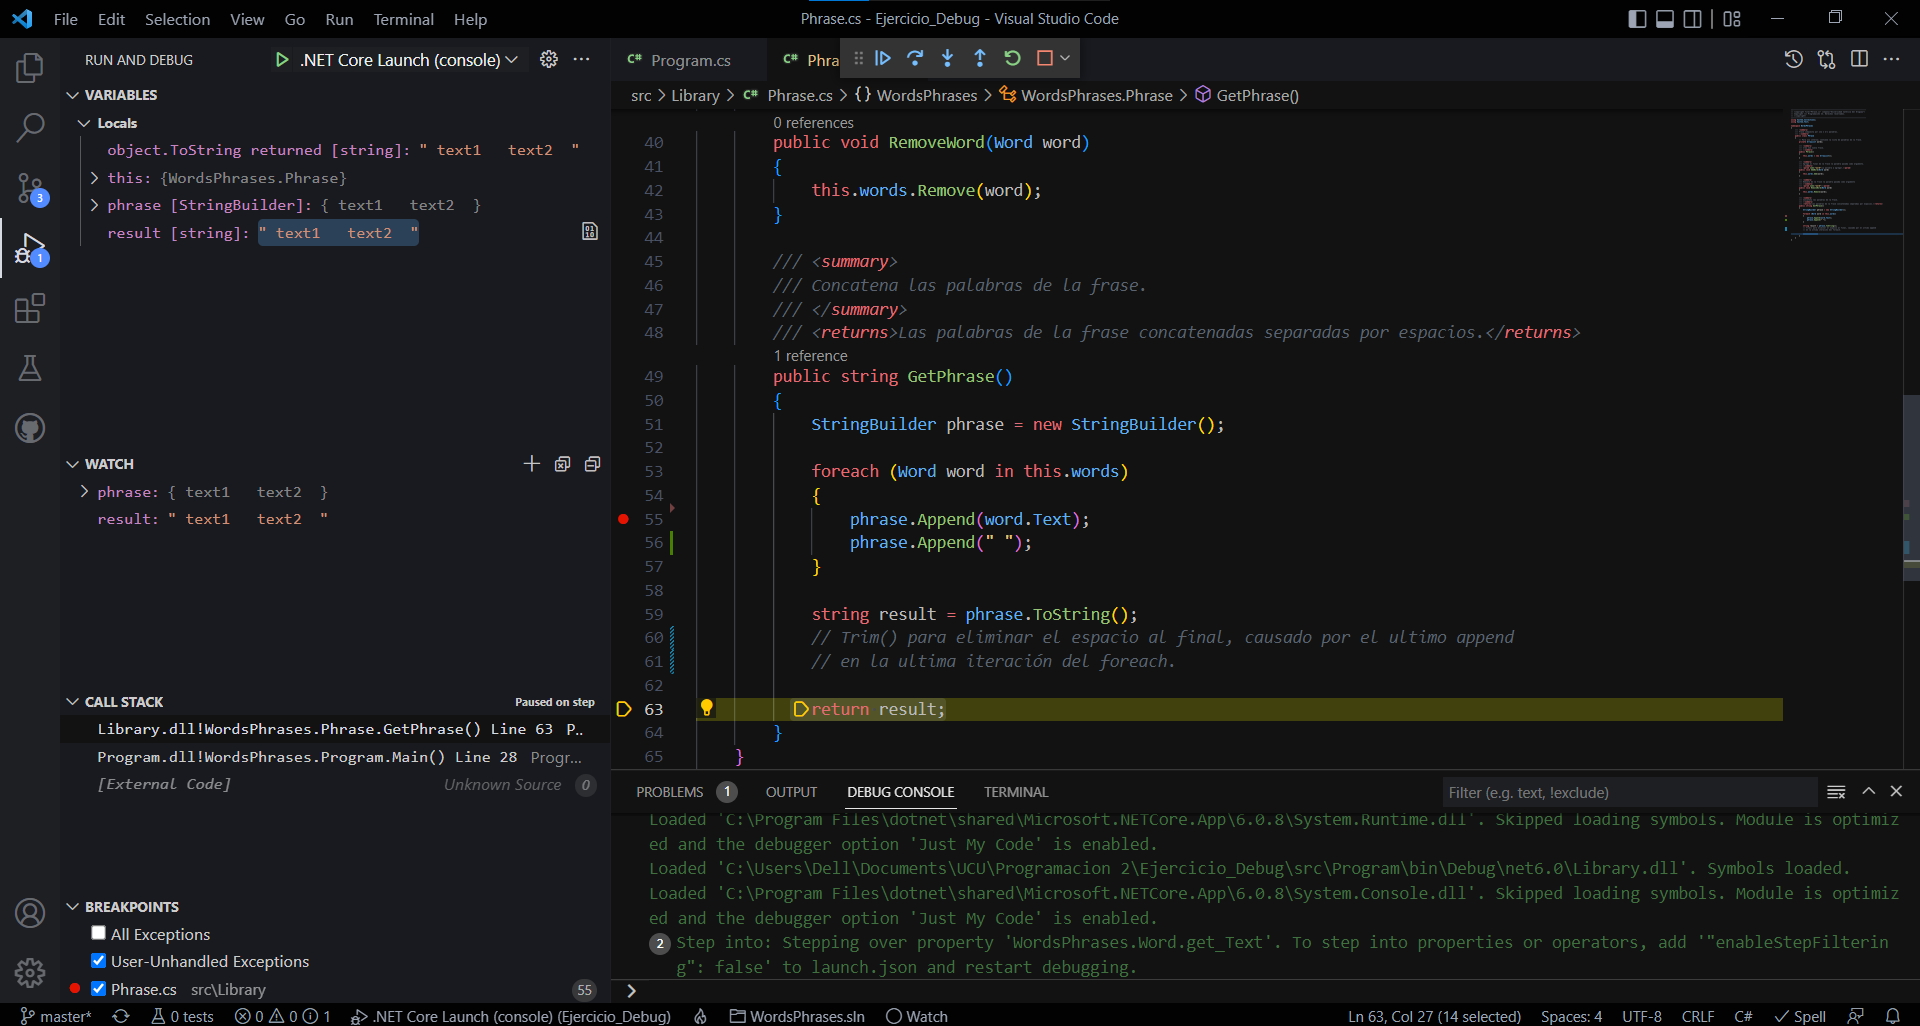 File Edit Selection View Go Run Terminal Help
Phrase.cs - Ejercicio_Debug - Visual Studio Code
RUN AND DEBUG
.NET Core Launch (console)
VARIABLES
Locals
object.ToString returned [string]: " text1   text2  "
this: {WordsPhrases.Phrase}
phrase [StringBuilder]: { text1   text2  }
result [string]: " text1   text2  "
WATCH
phrase: { text1   text2  }
result: " text1   text2  "
CALL STACK
Paused on step
Library.dll!WordsPhrases.Phrase.GetPhrase() Line 63 P..
Program.dll!WordsPhrases.Program.Main() Line 28 Progr...
[External Code] Unknown Source 0
BREAKPOINTS
All Exceptions
User-Unhandled Exceptions
Phrase.cs src\Library 55
3
1
C# Program.cs
C# Phra
src > Library > C# Phrase.cs > {} WordsPhrases > WordsPhrases.Phrase > GetPhrase()
0 references
40 public void RemoveWord(Word word)
41 {
42 this.words.Remove(word);
43 }
44
45 /// <summary>
46 /// Concatena las palabras de la frase.
47 /// </summary>
48 /// <returns>Las palabras de la frase concatenadas separadas por espacios.</returns>
1 reference
49 public string GetPhrase()
50 {
51 StringBuilder phrase = new StringBuilder();
52
53 foreach (Word word in this.words)
54 {
55 phrase.Append(word.Text);
56 phrase.Append(" ");
57 }
58
59 string result = phrase.ToString();
60 // Trim() para eliminar el espacio al final, causado por el ultimo append
61 // en la ultima iteración del foreach.
62
63 return result;
64 }
65 }
PROBLEMS 1 OUTPUT DEBUG CONSOLE TERMINAL
Filter (e.g. text, !exclude)
Loaded 'C:\Program Files\dotnet\shared\Microsoft.NETCore.App\6.0.8\System.Runtime.dll'. Skipped loading symbols. Module is optimiz
ed and the debugger option 'Just My Code' is enabled.
Loaded 'C:\Users\Dell\Documents\UCU\Programacion 2\Ejercicio_Debug\src\Program\bin\Debug\net6.0\Library.dll'. Symbols loaded.
Loaded 'C:\Program Files\dotnet\shared\Microsoft.NETCore.App\6.0.8\System.Console.dll'. Skipped loading symbols. Module is optimiz
ed and the debugger option 'Just My Code' is enabled.
2 Step into: Stepping over property 'WordsPhrases.Word.get_Text'. To step into properties or operators, add '"enableStepFilterin
g": false' to launch.json and restart debugging.
master* 0 tests 0 0 1 .NET Core Launch (console) (Ejercicio_Debug) WordsPhrases.sln Watch
Ln 63, Col 27 (14 selected) Spaces: 4 UTF-8 CRLF C# Spell